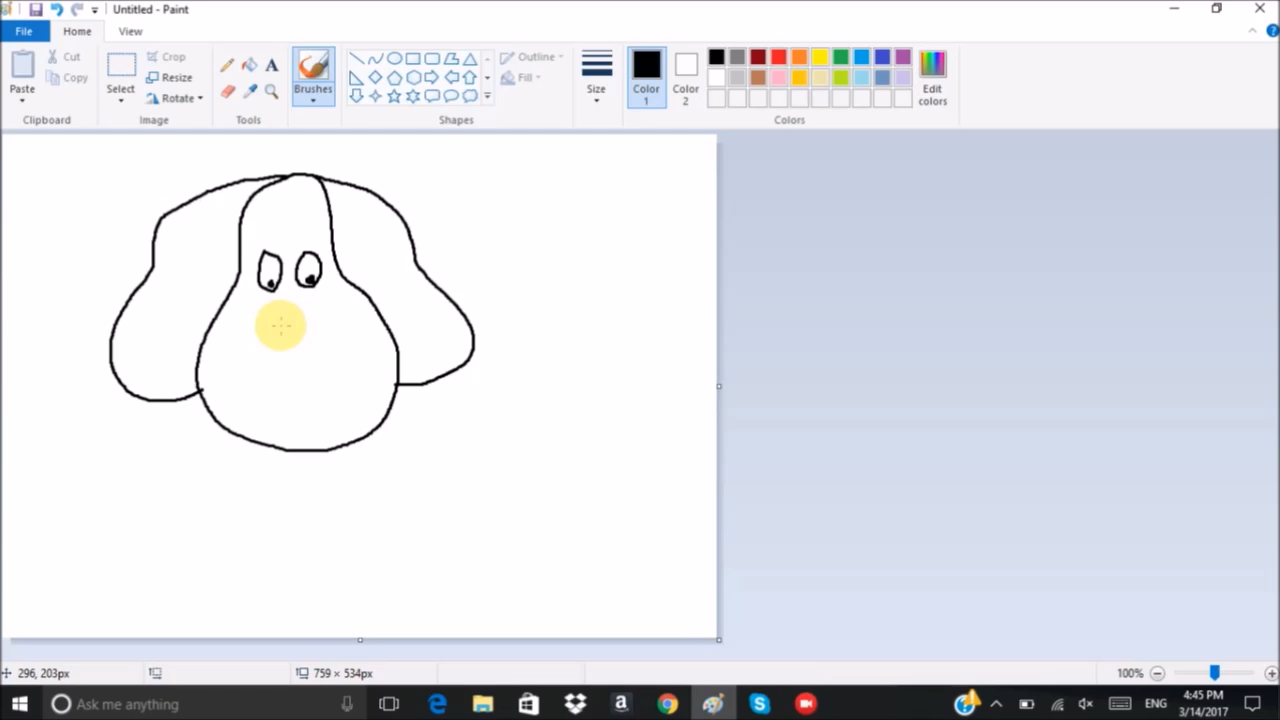 Untitled - Paint
File Home View
Paste
Cut
Copy
Clipboard
Select
Crop
Resize
Rotate
Image
A
Tools
Brushes
Outline
Fill
Shapes
Size
Color 1
Color 2
Edit colors
Colors
296, 203px
759 × 534px
100%
Ask me anything
ENG
4:45 PM
3/14/2017